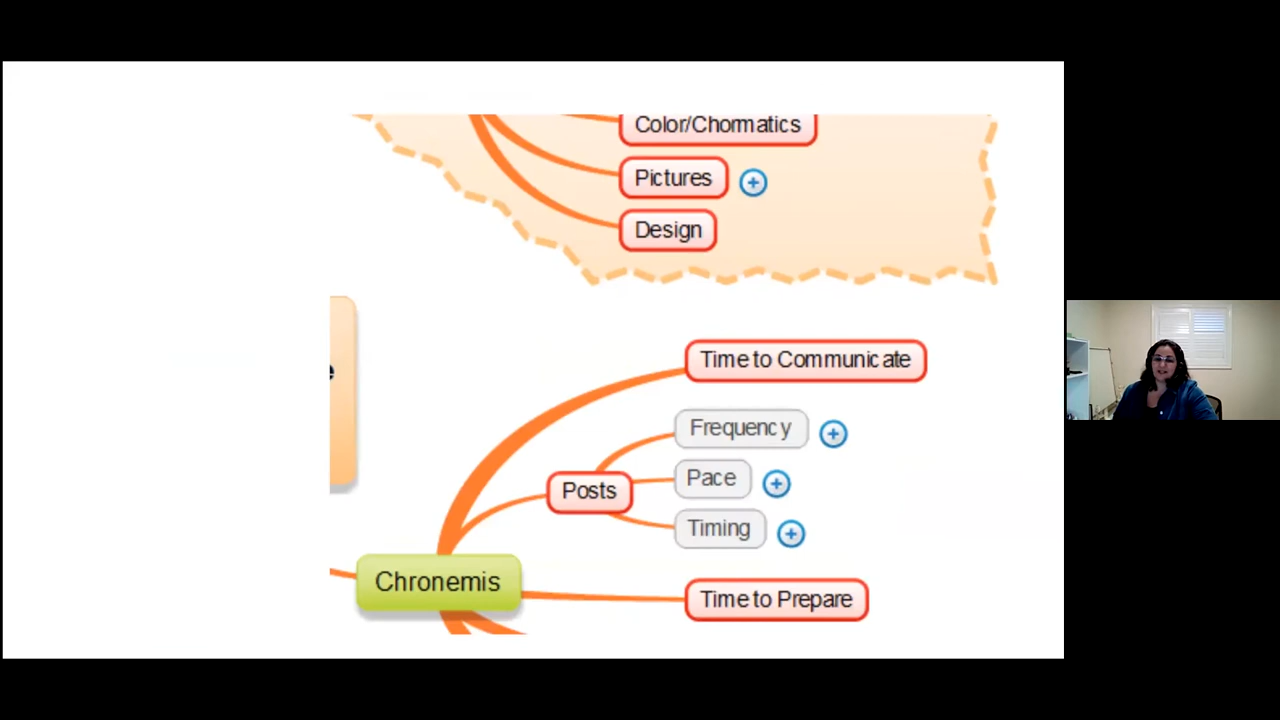 Color/Chormatics
Pictures
Design
Time to Communicate
Frequency
Posts
Pace
Timing
Chronemis
Time to Prepare